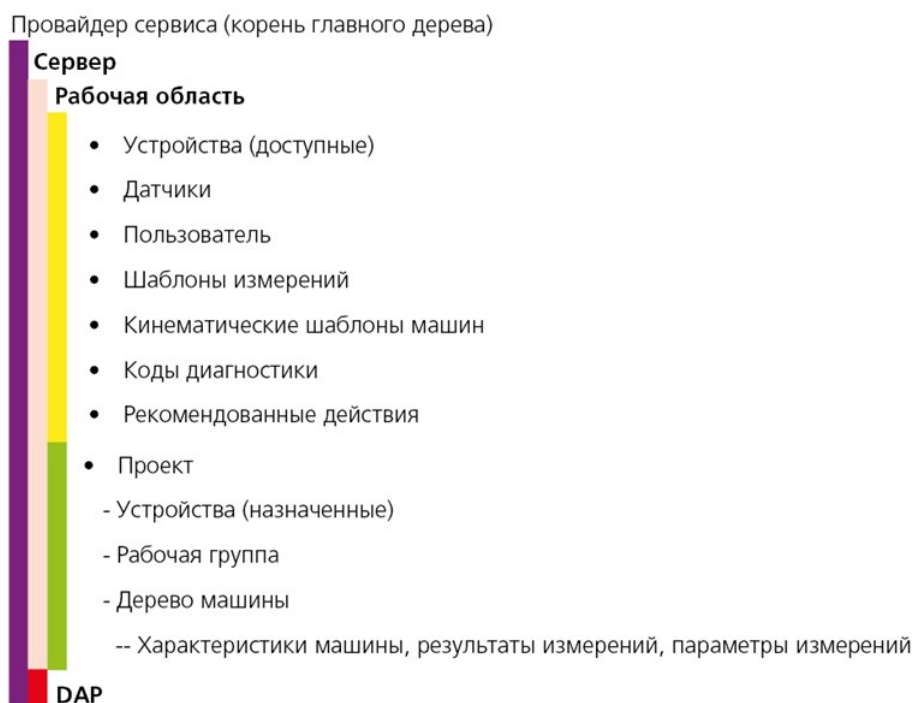 Провайдер сервиса (корень главного дерева)
Сервер
Рабочая область
• Устройства (доступные)
• Датчики
• Пользователь
• Шаблоны измерений
• Кинематические шаблоны машин
• Коды диагностики
• Рекомендованные действия
• Проект
- Устройства (назначенные)
- Рабочая группа
- Дерево машины
-- Характеристики машины, результаты измерений, параметры измерений
DAP